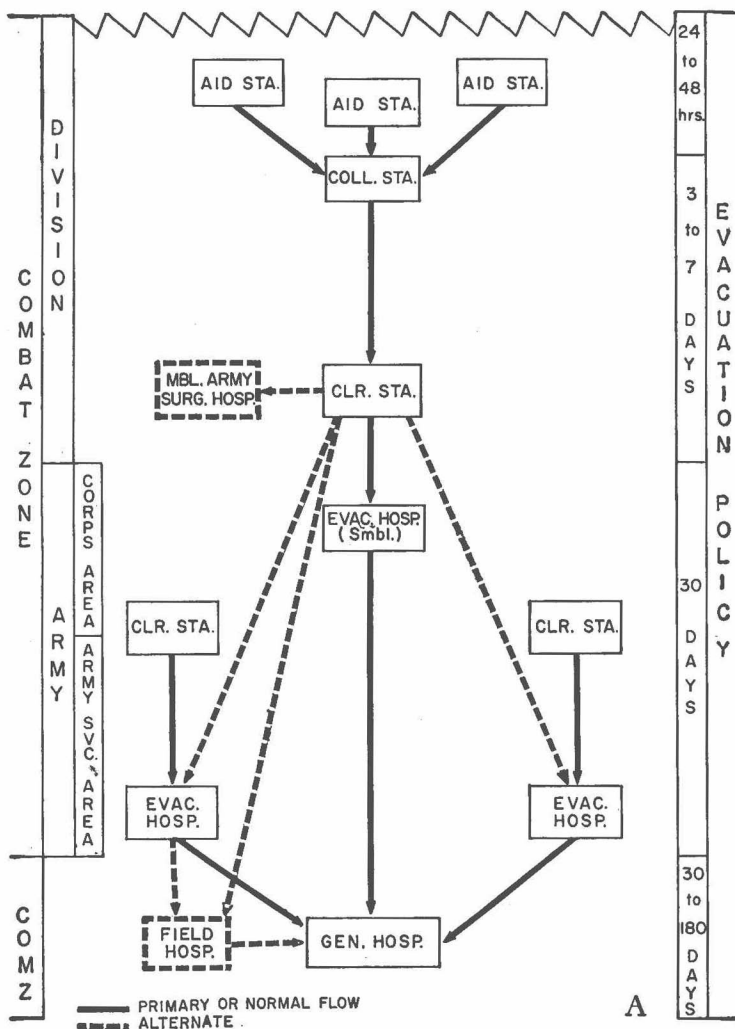 COMBAT ZONE
DIVISION
ARMY
CORPS AREA
ARMY SVC. AREA
COMZ
AID STA.
AID STA.
AID STA.
COLL. STA.
MBL. ARMY
SURG. HOSP.
CLR. STA.
EVAC. HOSP.
(Smbl.)
CLR. STA.
CLR. STA.
EVAC.
HOSP.
EVAC.
HOSP.
FIELD
HOSP.
GEN. HOSP.
PRIMARY OR NORMAL FLOW
ALTERNATE
A
24
to
48
hrs.
3
to
7
DAYS
30
DAYS
30
to
180
DAYS
EVACUATION POLICY